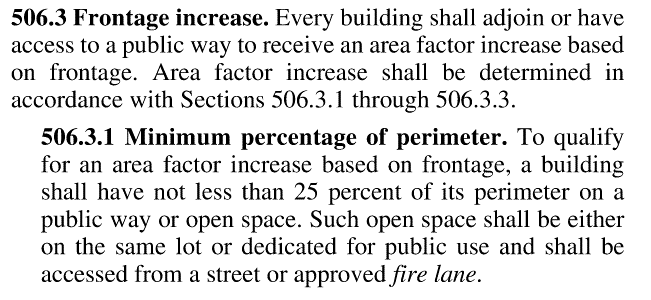 506.3 Frontage increase. Every building shall adjoin or have
access to a public way to receive an area factor increase based
on frontage. Area factor increase shall be determined in
accordance with Sections 506.3.1 through 506.3.3.
506.3.1 Minimum percentage of perimeter. To qualify
for an area factor increase based on frontage, a building
shall have not less than 25 percent of its perimeter on a
public way or open space. Such open space shall be either
on the same lot or dedicated for public use and shall be
accessed from a street or approved fire lane.